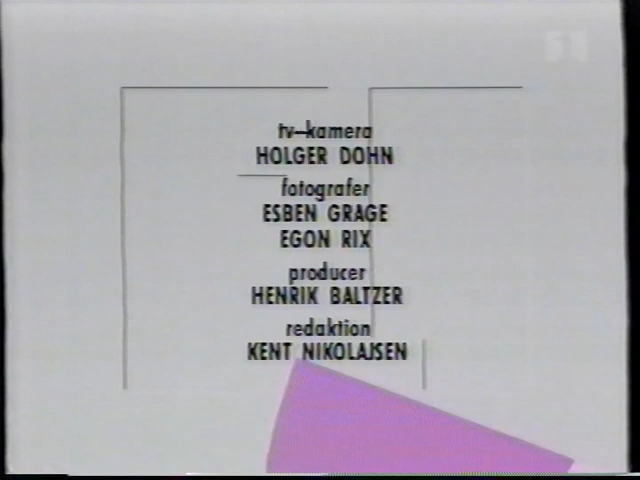 tv-kamera
HOLGER DOHN
fotografer
ESBEN GRAGE
EGON RIX
producer
HENRIK BALTZER
redaktion
KENT NIKOLAJSEN